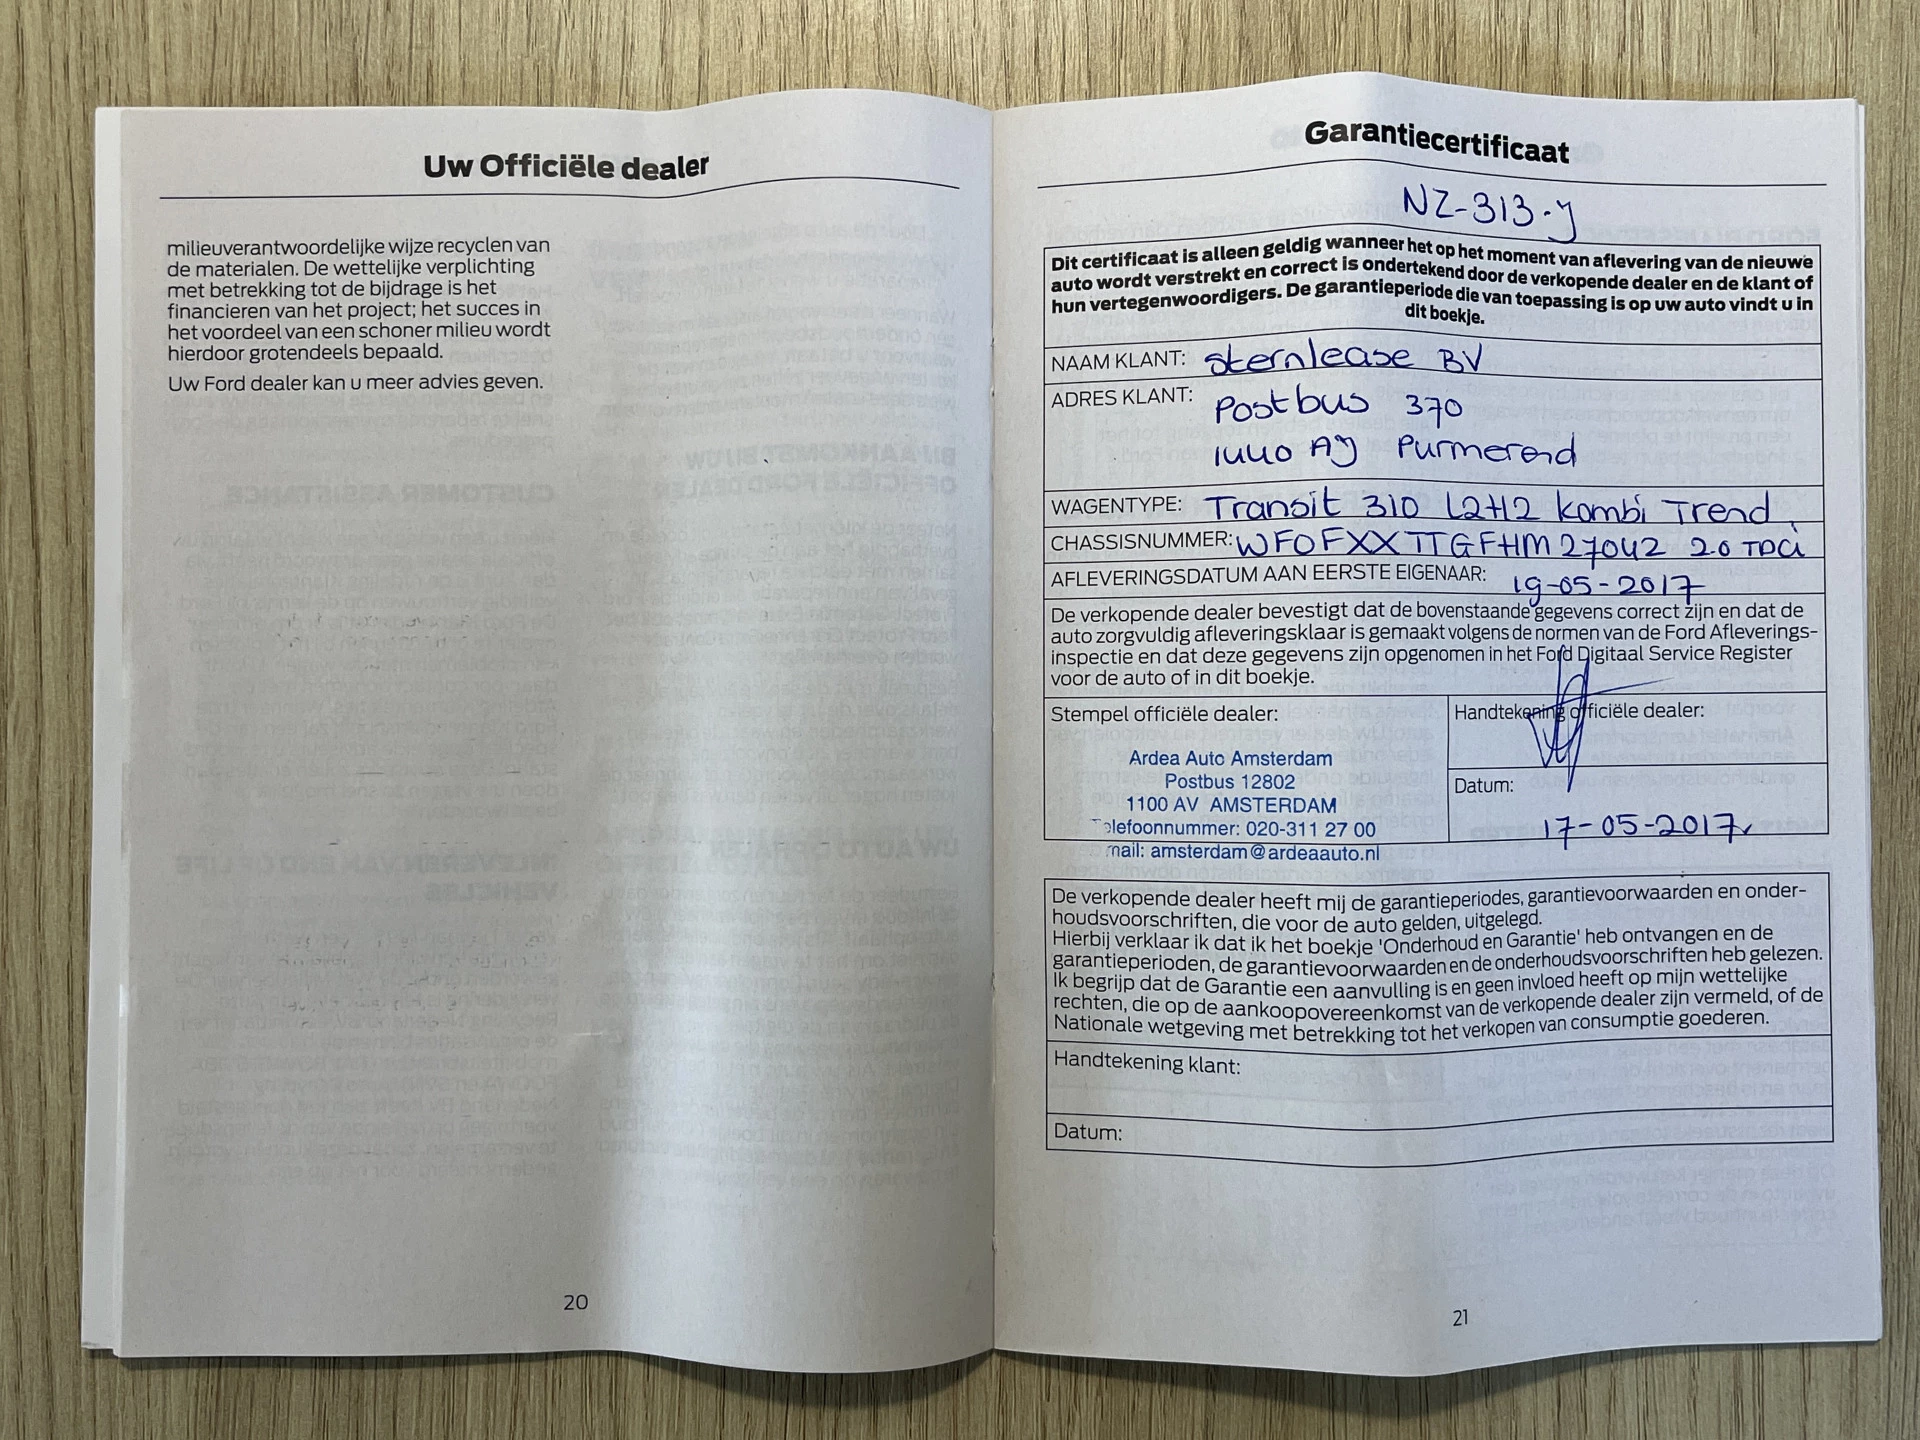 Uw Officiële dealer
milieuverantwoordelijke wijze recyclen van
de materialen. De wettelijke verplichting
met betrekking tot de bijdrage is het
financieren van het project; het succes in
het voordeel van een schoner milieu wordt
hierdoor grotendeels bepaald.
Uw Ford dealer kan u meer advies geven.
20
Garantiecertificaat
NZ-313-J
Dit certificaat is alleen geldig wanneer het op het moment van aflevering van de nieuwe
auto wordt verstrekt en correct is ondertekend door de verkopende dealer en de klant of
hun vertegenwoordigers. De garantieperiode die van toepassing is op uw auto vindt u in
dit boekje.
NAAM KLANT: Sternlease BV
ADRES KLANT: Postbus 370
1440 AJ Purmerend
WAGENTYPE: Transit 310 L2H2 Kombi Trend
CHASSISNUMMER: WF0FXXTTGFHM27042 2.0 TDCi
AFLEVERINGSDATUM AAN EERSTE EIGENAAR: 19-05-2017
De verkopende dealer bevestigt dat de bovenstaande gegevens correct zijn en dat de
auto zorgvuldig afleveringsklaar is gemaakt volgens de normen van de Ford Afleverings-
inspectie en dat deze gegevens zijn opgenomen in het Ford Digitaal Service Register
voor de auto of in dit boekje.
Stempel officiële dealer:
Ardea Auto Amsterdam
Postbus 12802
1100 AV AMSTERDAM
elefoonnummer: 020-311 27 00
mail: amsterdam@ardeaauto.nl
Handtekening officiële dealer:
Datum:
17-05-2017
De verkopende dealer heeft mij de garantieperiodes, garantievoorwaarden en onder-
houdsvoorschriften, die voor de auto gelden, uitgelegd.
Hierbij verklaar ik dat ik het boekje 'Onderhoud en Garantie' heb ontvangen en de
garantieperioden, de garantievoorwaarden en de onderhoudsvoorschriften heb gelezen.
Ik begrijp dat de Garantie een aanvulling is en geen invloed heeft op mijn wettelijke
rechten, die op de aankoopovereenkomst van de verkopende dealer zijn vermeld, of de
Nationale wetgeving met betrekking tot het verkopen van consumptie goederen.
Handtekening klant:
Datum:
21